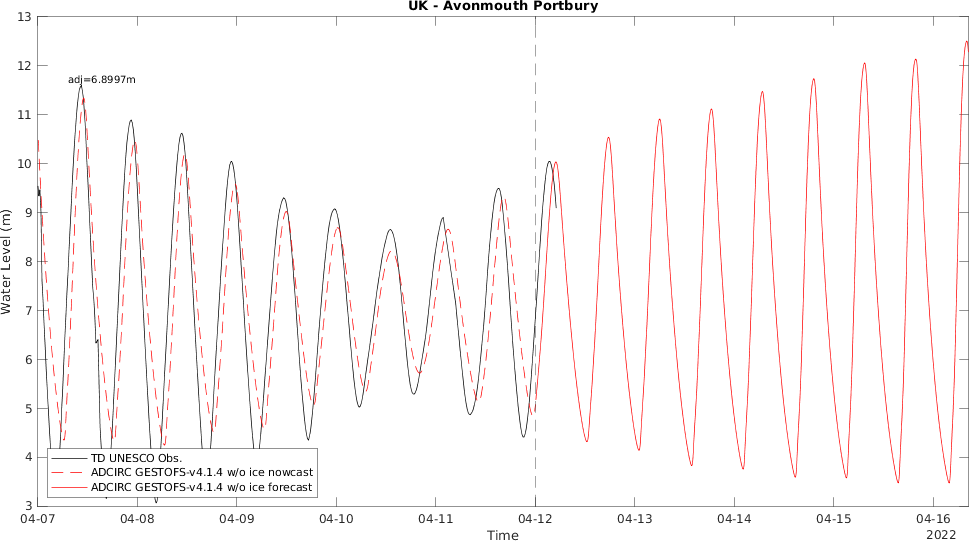 UK - Avonmouth Portbury
adj=6.8997m
Water Level (m)
13
12
11
10
9
8
7
6
5
4
3
TD UNESCO Obs.
ADCIRC GESTOFS-v4.1.4 w/o ice nowcast
ADCIRC GESTOFS-v4.1.4 w/o ice forecast
04-07 04-08 04-09 04-10 04-11 04-12 04-13 04-14 04-15 04-16
Time
2022